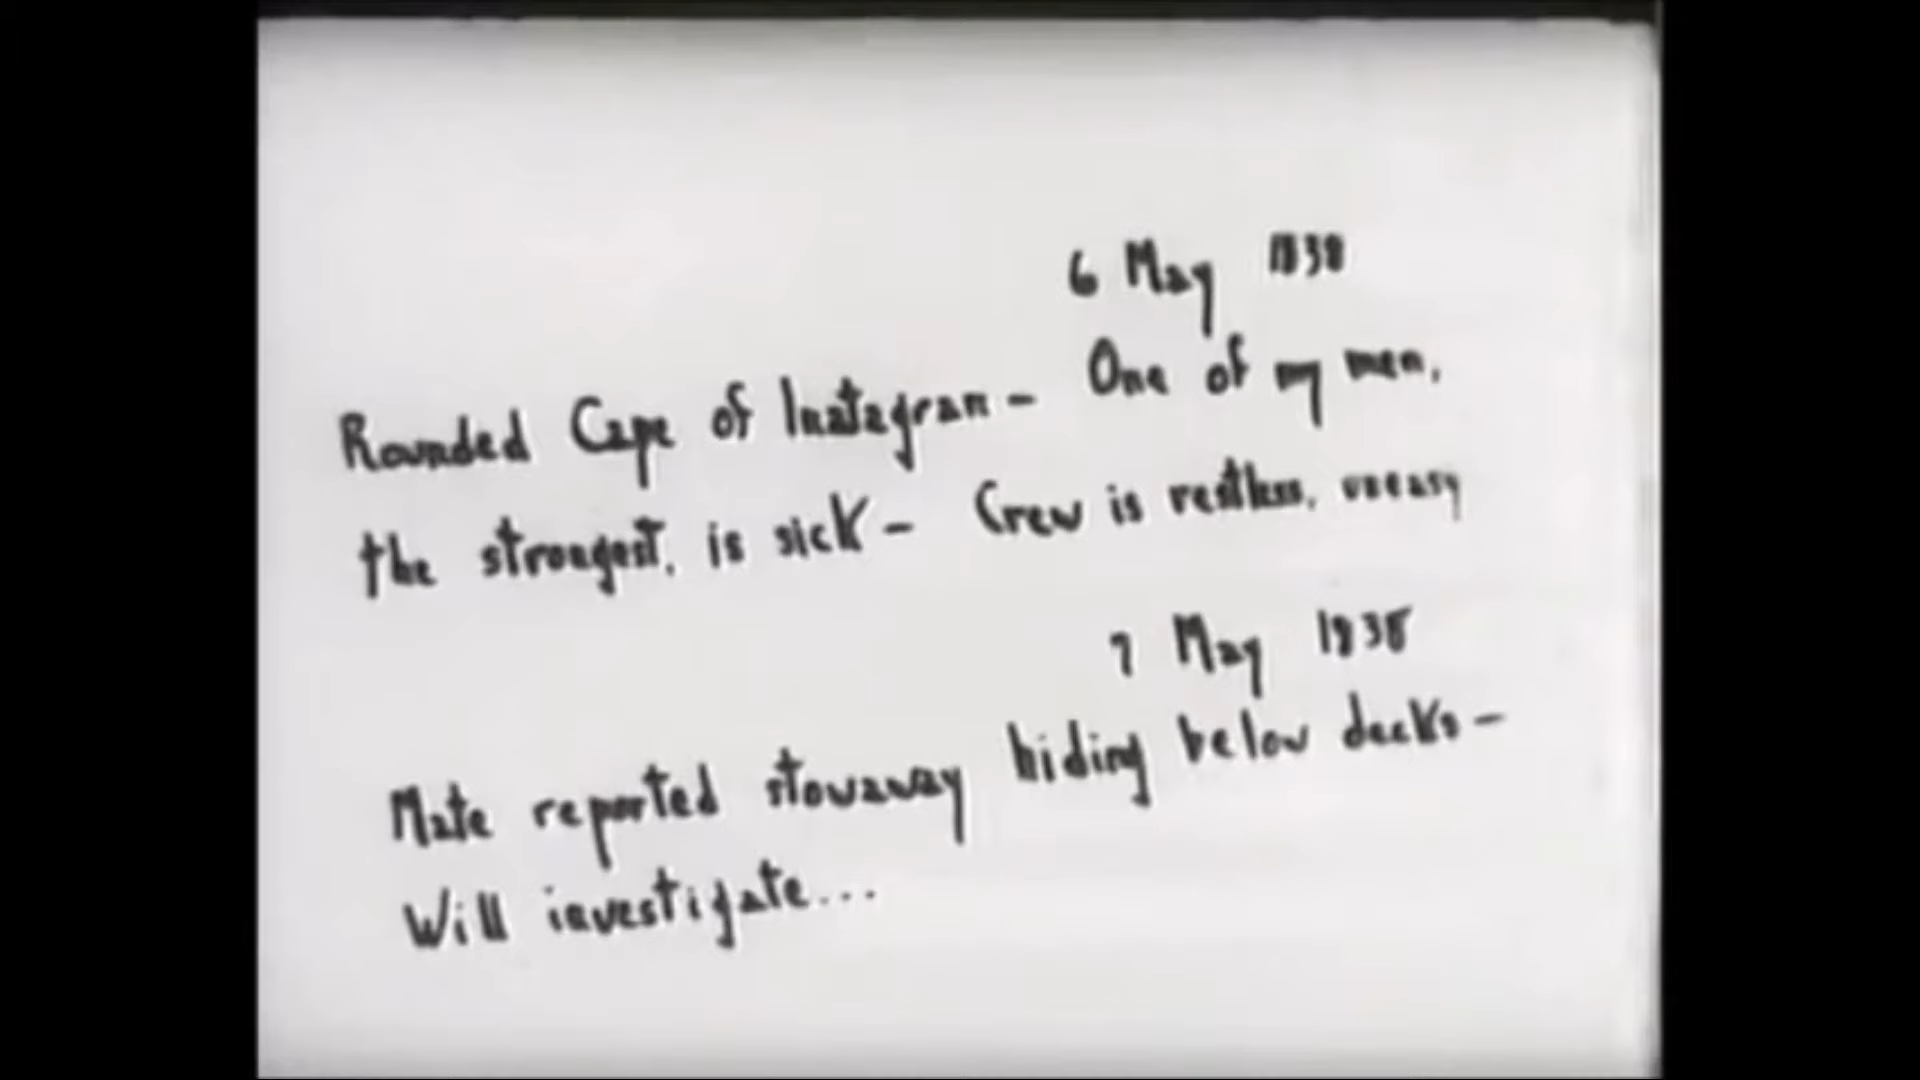 6 May 1838
Rounded Cape of Instagran - One of my men,
the strongest, is sick - Crew is restless, uneasy
7 May 1838
Mate reported stowaway hiding below decks -
Will investigate...